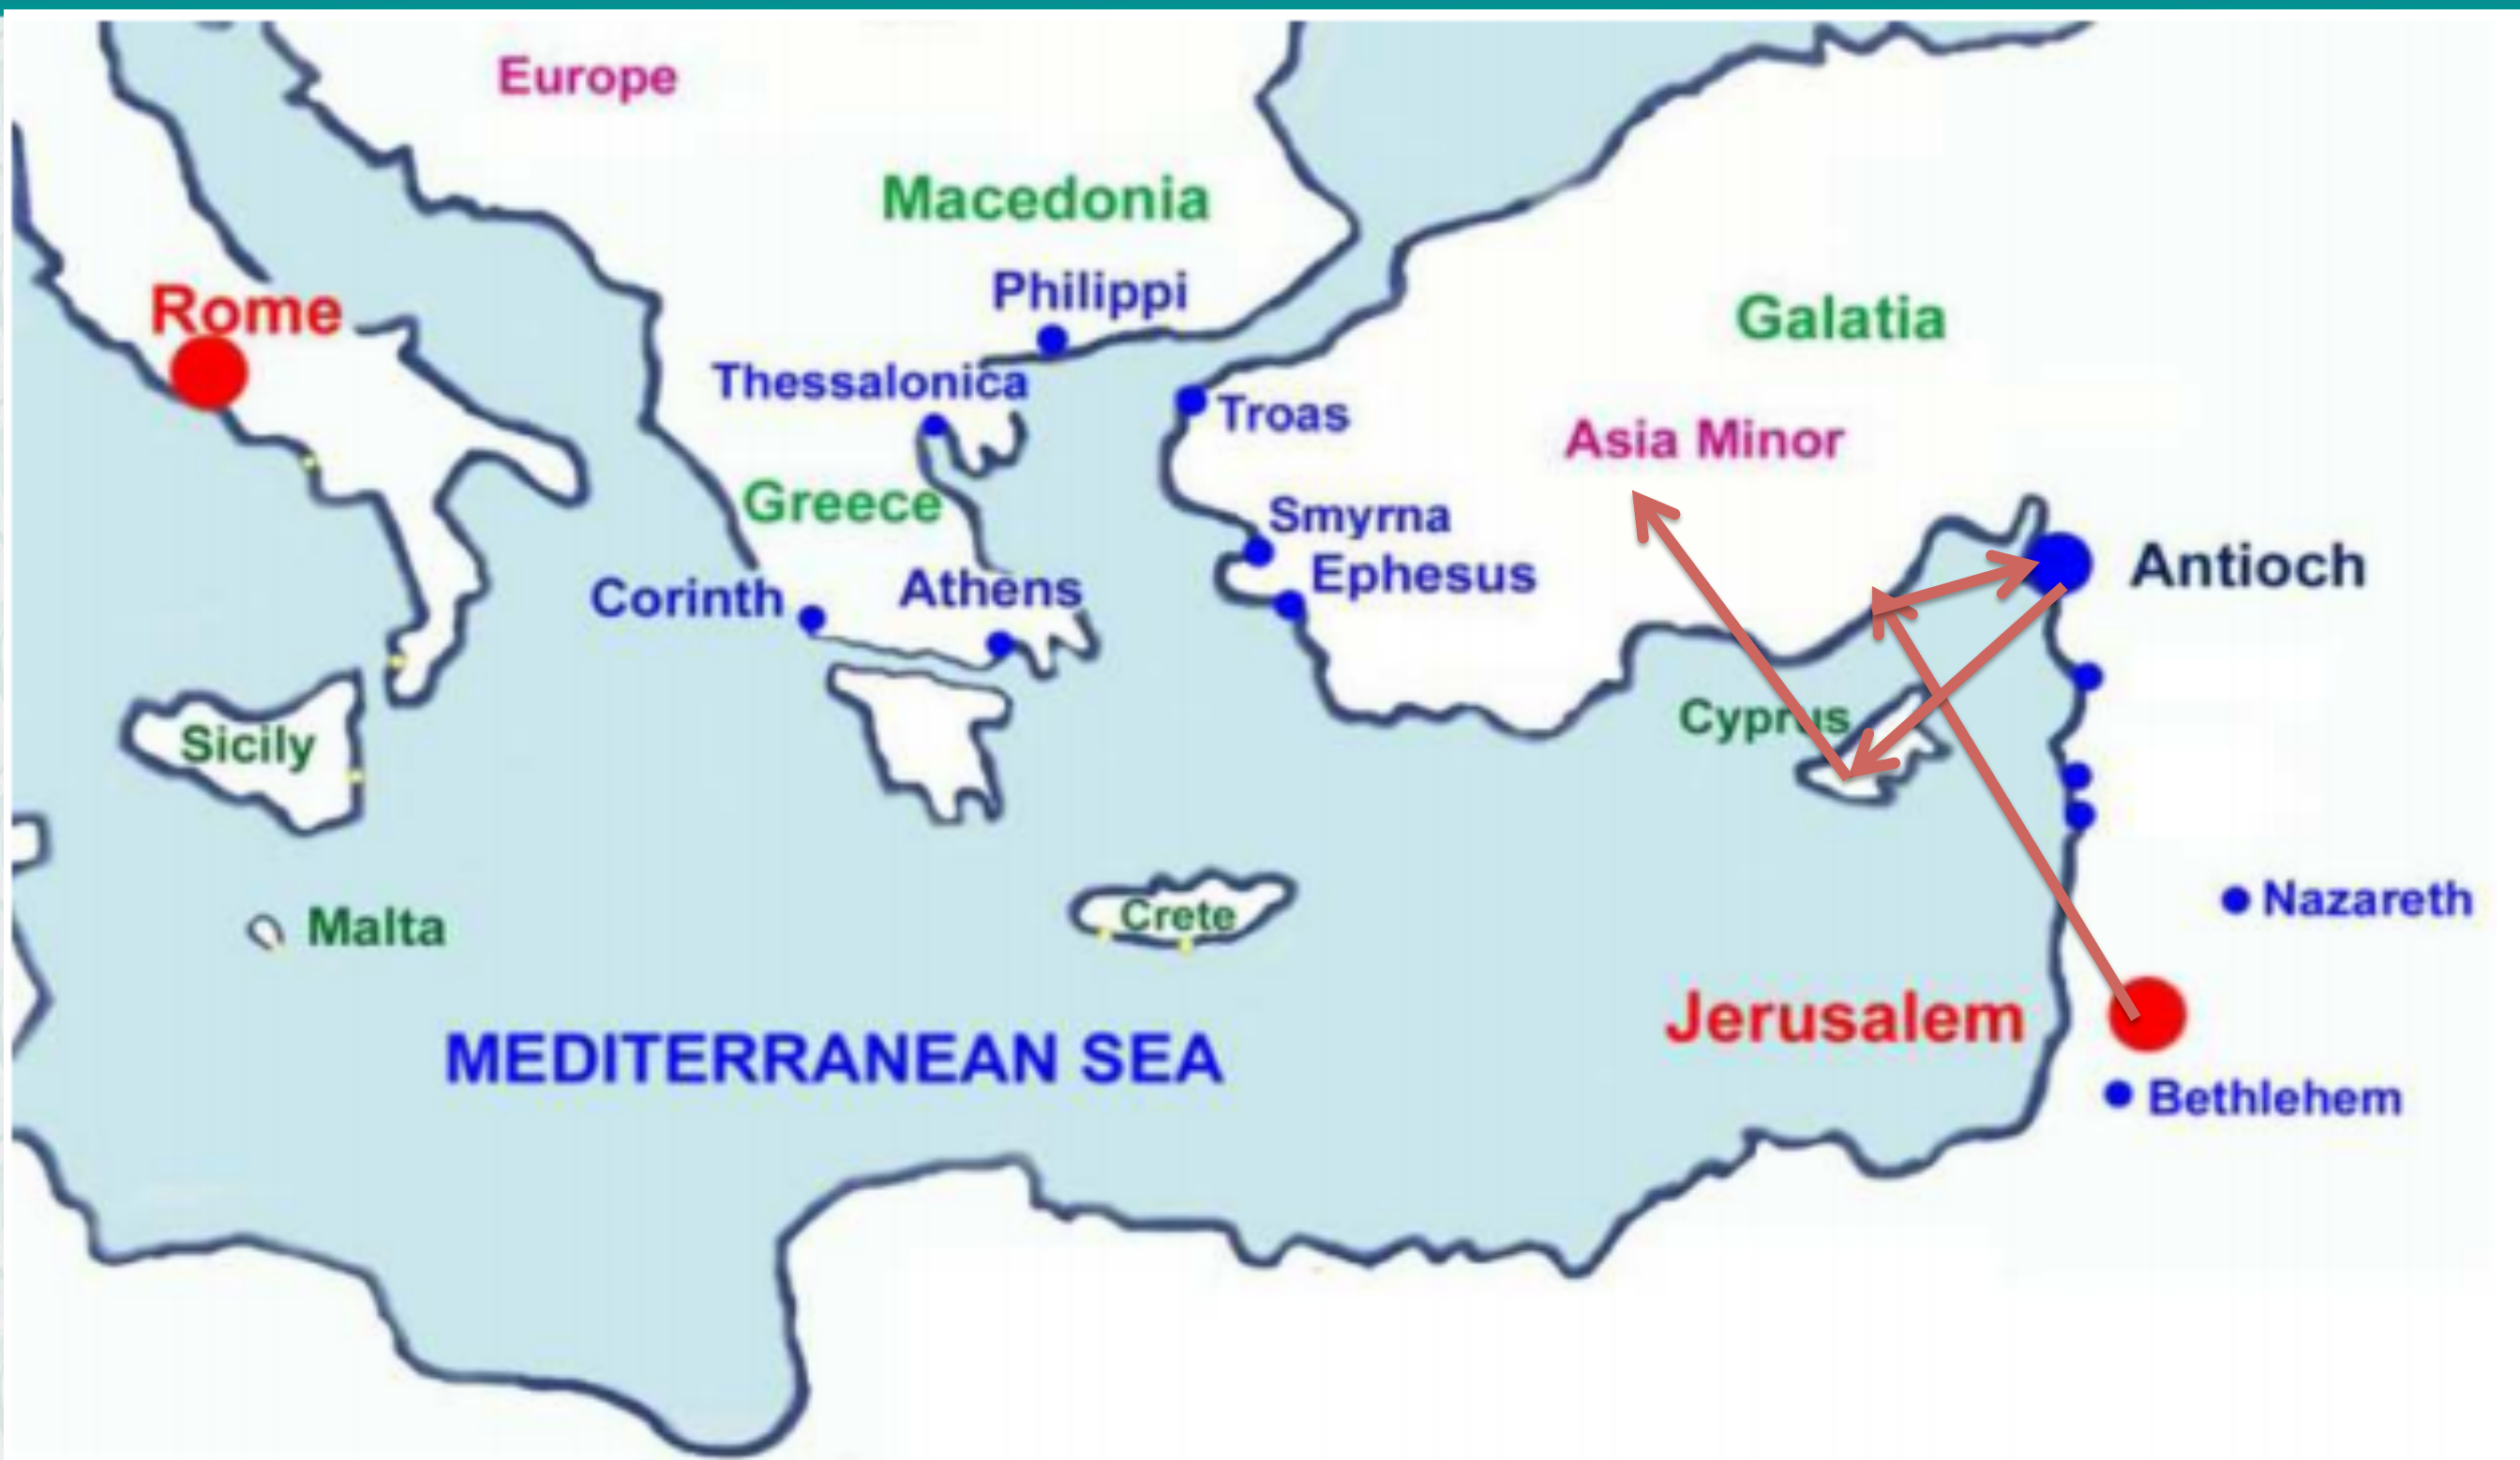 Europe
Macedonia
Philippi
Rome
Galatia
Thessalonica
Troas
Asia Minor
Greece
Smyrna
Ephesus
Antioch
Corinth
Athens
Cyprus
Sicily
Nazareth
Malta
Crete
Jerusalem
MEDITERRANEAN SEA
Bethlehem